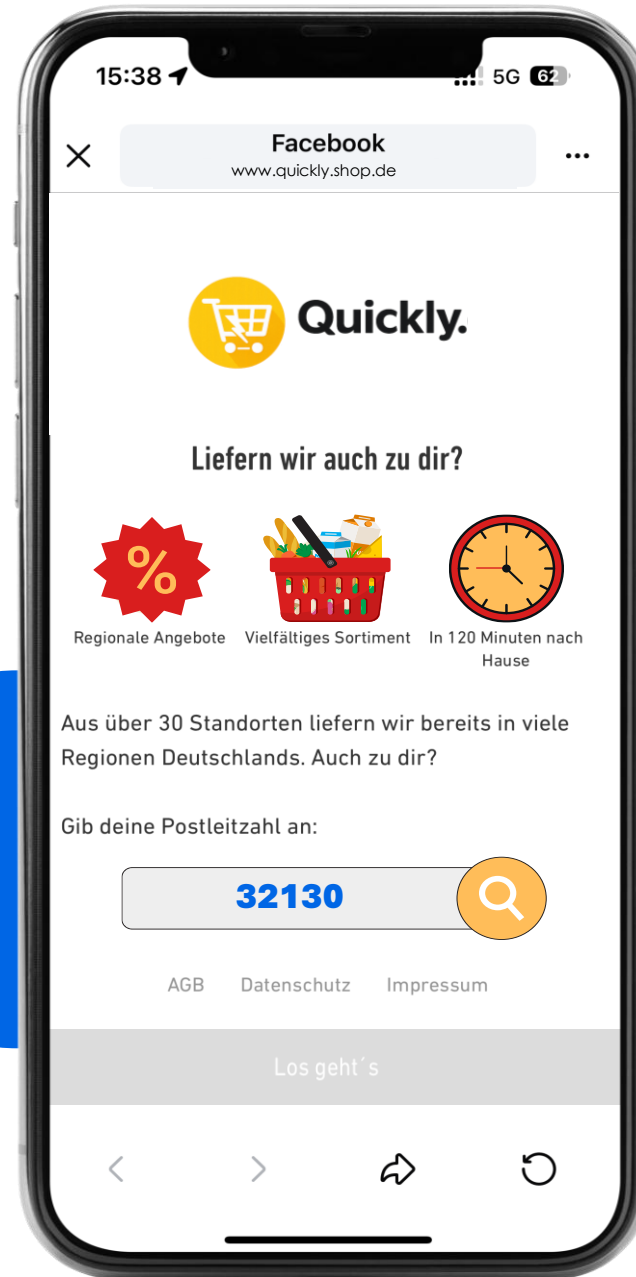 15:38
5G 62
Facebook
www.quickly.shop.de
Quickly.
Liefern wir auch zu dir?
%
Regionale Angebote
Vielfältiges Sortiment
In 120 Minuten nach
Hause
Aus über 30 Standorten liefern wir bereits in viele
Regionen Deutschlands. Auch zu dir?
Gib deine Postleitzahl an:
32130
AGB Datenschutz Impressum
Los geht´s